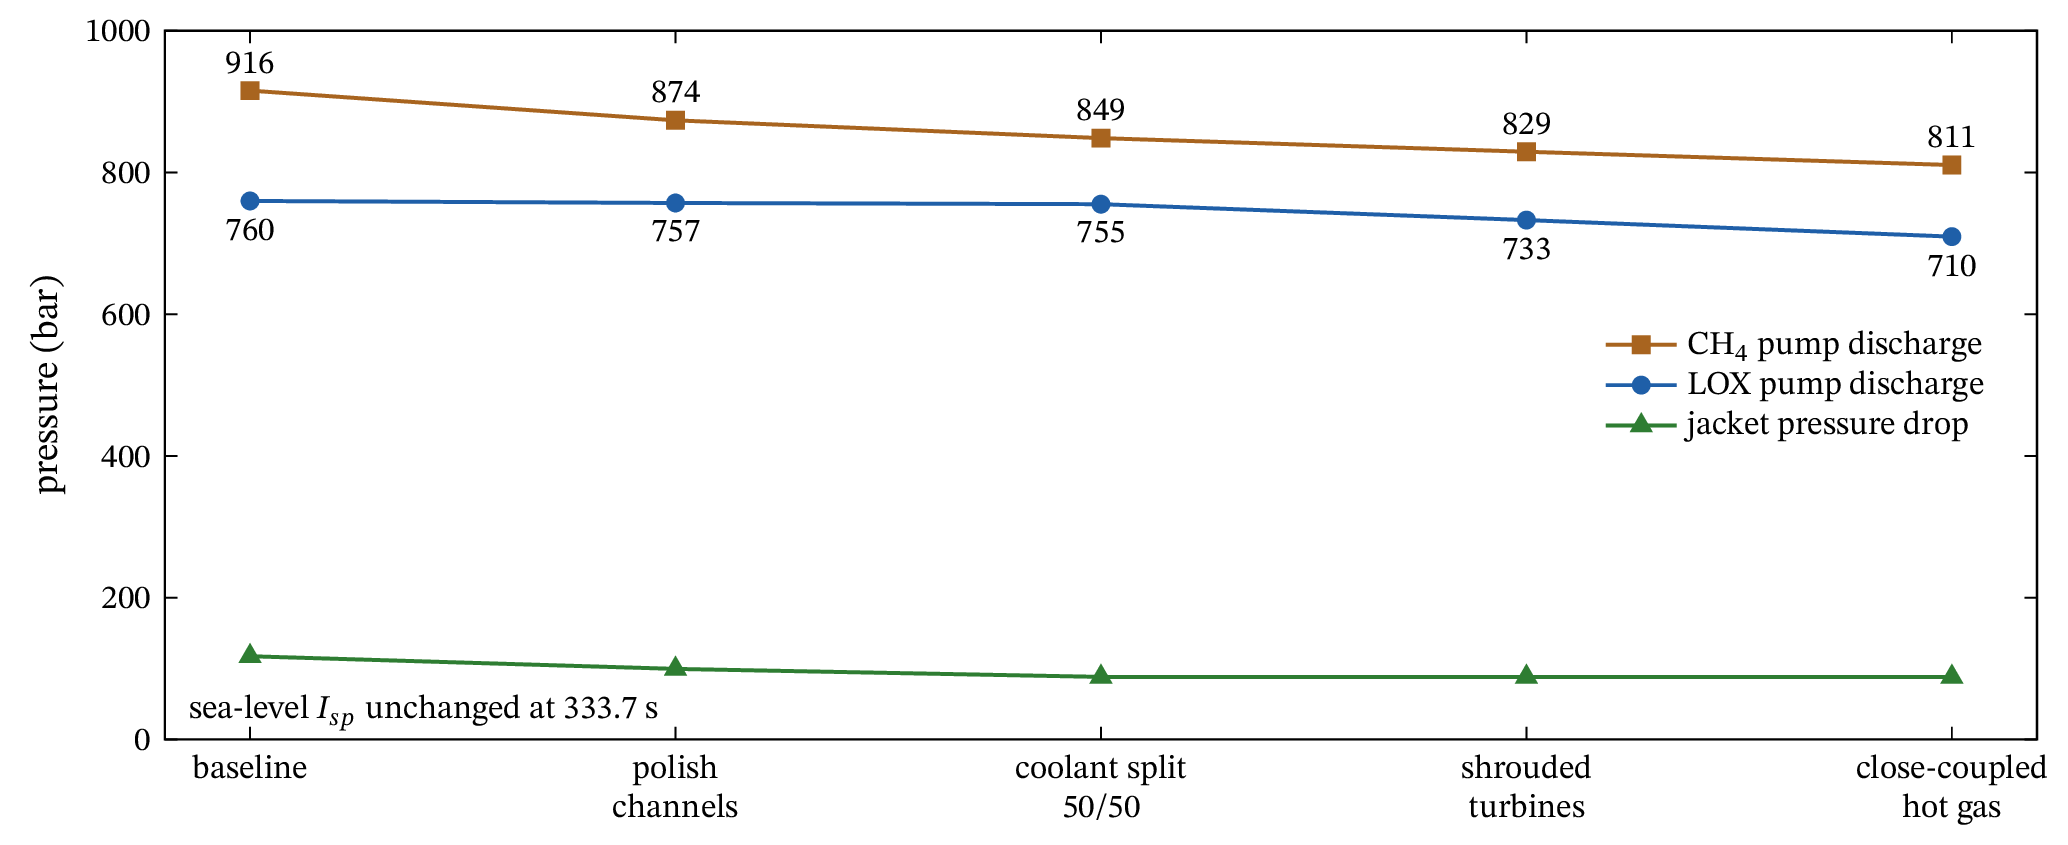 1000
916
874
849
829
811
800
760
757
755
733
710
pressure (bar)
600
CH₄ pump discharge
LOX pump discharge
jacket pressure drop
400
200
sea-level Iₛₚ unchanged at 333.7 s
0
baseline
polish
channels
coolant split
50/50
shrouded
turbines
close-coupled
hot gas